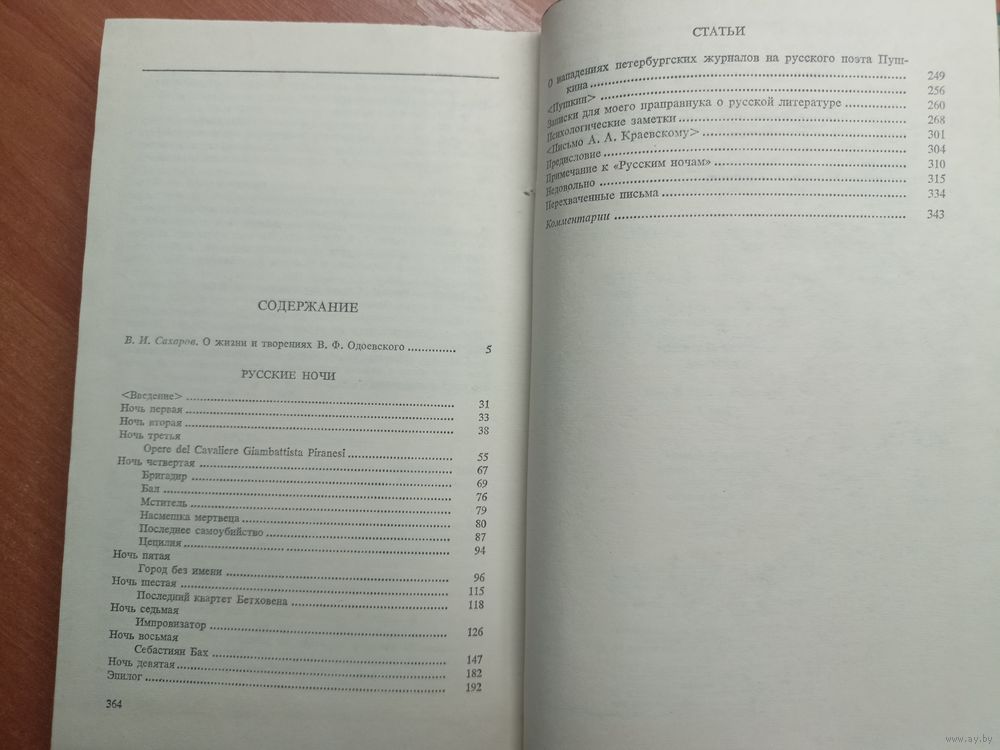 СОДЕРЖАНИЕ
В. И. Сахаров. О жизни и творениях В. Ф. Одоевского .............. 5
РУССКИЕ НОЧИ
<Введение> .............. 31
Ночь первая .............. 33
Ночь вторая .............. 38
Ночь третья
Opere del Cavaliere Giambattista Piranesi .............. 55
Ночь четвертая .............. 67
Бригадир .............. 69
Бал .............. 76
Мститель .............. 79
Насмешка мертвеца .............. 80
Последнее самоубийство .............. 87
Цецилия .............. 94
Ночь пятая
Город без имени .............. 96
Ночь шестая .............. 115
Последний квартет Бетховена .............. 118
Ночь седьмая
Импровизатор .............. 126
Ночь восьмая
Себастиян Бах .............. 147
Ночь девятая .............. 182
Эпилог .............. 192
364
СТАТЬИ
О нападениях петербургских журналов на русского поэта Пуш-
кина .............. 249
<Пушкин> .............. 256
Записки для моего праправнука о русской литературе .............. 260
Психологические заметки .............. 268
<Письмо А. А. Краевскому> .............. 301
Предисловие .............. 304
Примечание к «Русским ночам» .............. 310
Недовольно .............. 315
Перехваченные письма .............. 334
Комментарии .............. 343
www.ay.by